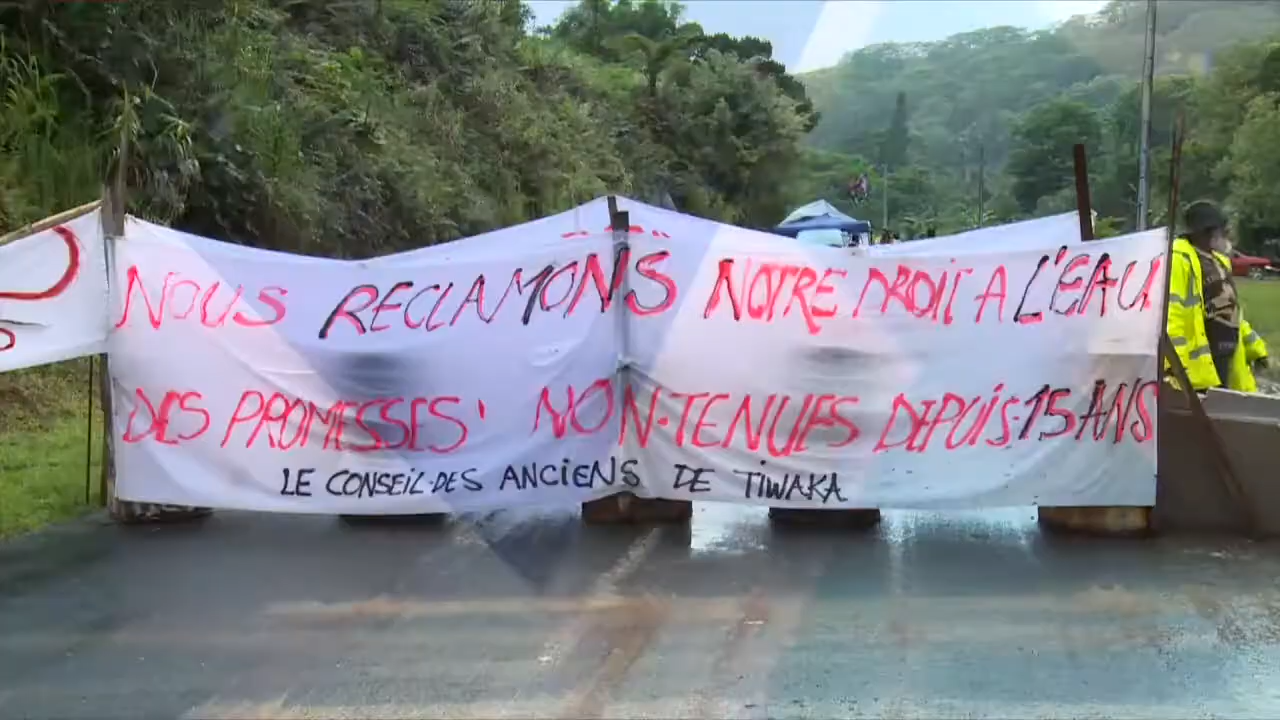 NOUS RECLAMONS NOTRE DROIT A L'EAU
DES PROMESSES' NON-TENUES DEPUIS 15 ANS
LE CONSEIL-DES ANCIENS DE TIWAKA